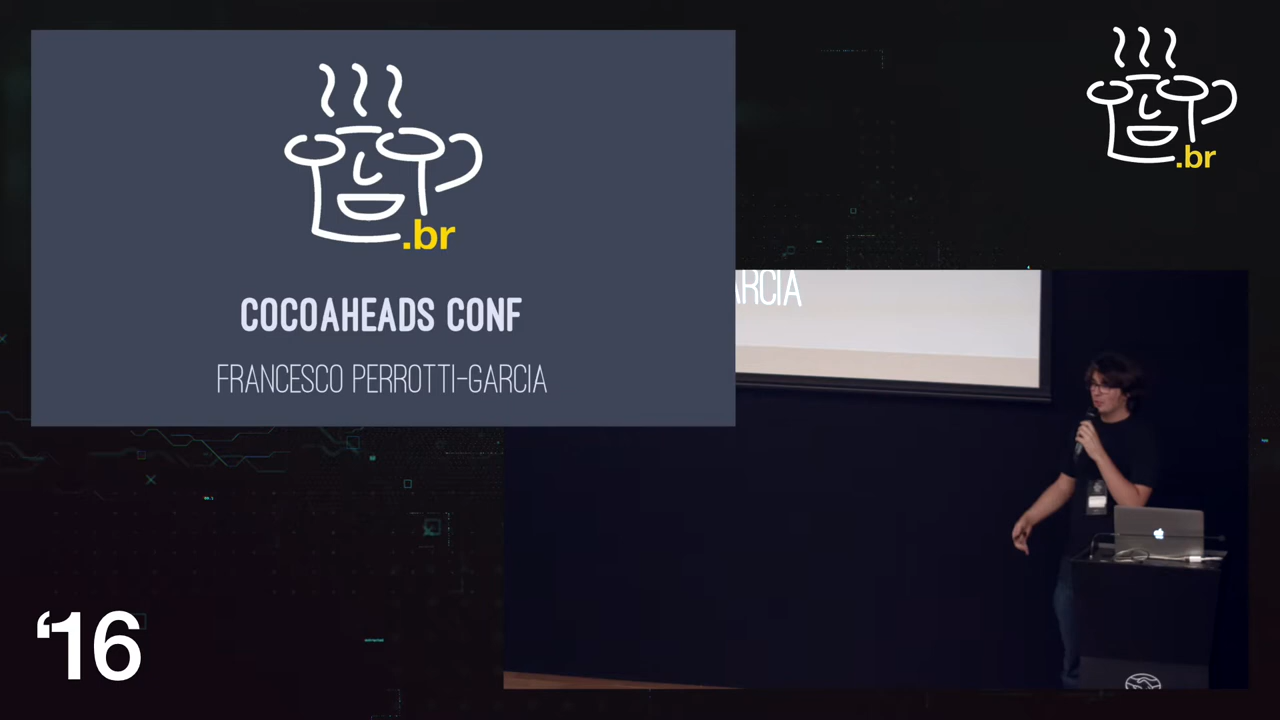 .br
COCOAHEADS CONF
FRANCESCO PERROTTI-GARCIA
.br
ARCIA
‘16